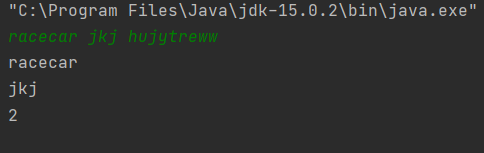 "C:\Program Files\Java\jdk-15.0.2\bin\java.exe"
racecar jkj hujytreww
racecar
jkj
2